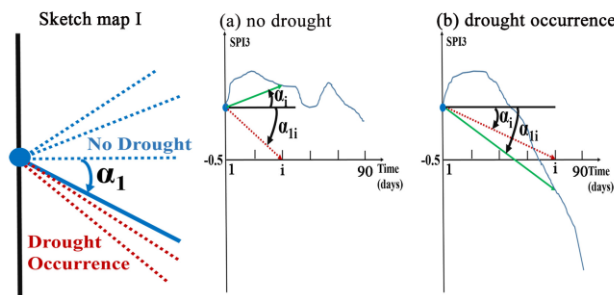 Sketch map I
No Drought
α1
Drought
Occurrence
(a) no drought
SPI3
αi
α1i
-0.5
1
i
90
Time
(days)
(b) drought occurrence
SPI3
αi
α1i
-0.5
1
i
90
Time
(days)